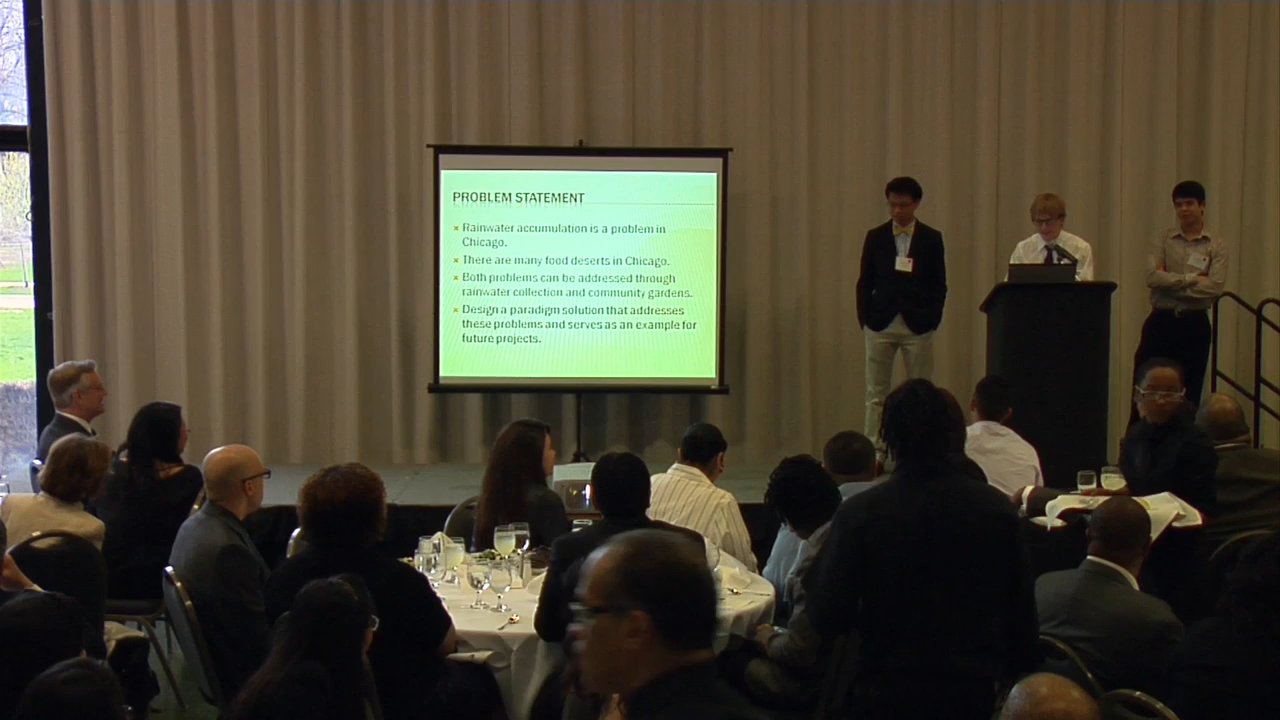 PROBLEM STATEMENT
Rainwater accumulation is a problem in
Chicago.
There are many food deserts in Chicago.
Both problems can be addressed through
rainwater collection and community gardens.
Design a paradigm solution that addresses
these problems and serves as an example for
future projects.